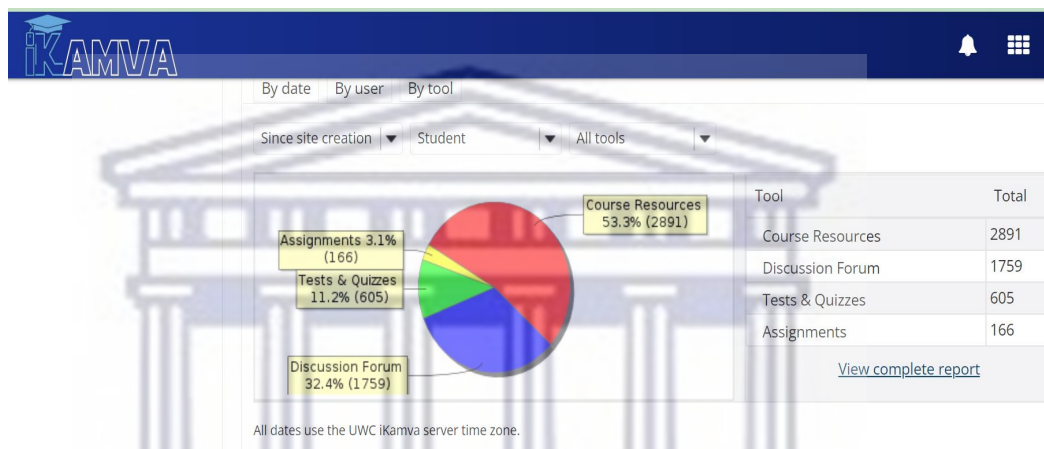 iKAMVA
By date By user By tool
Since site creation Student All tools
Course Resources
53.3% (2891)
Assignments 3.1%
(166)
Tests & Quizzes
11.2% (605)
Discussion Forum
32.4% (1759)
Tool Total
Course Resources 2891
Discussion Forum 1759
Tests & Quizzes 605
Assignments 166
View complete report
All dates use the UWC iKamva server time zone.